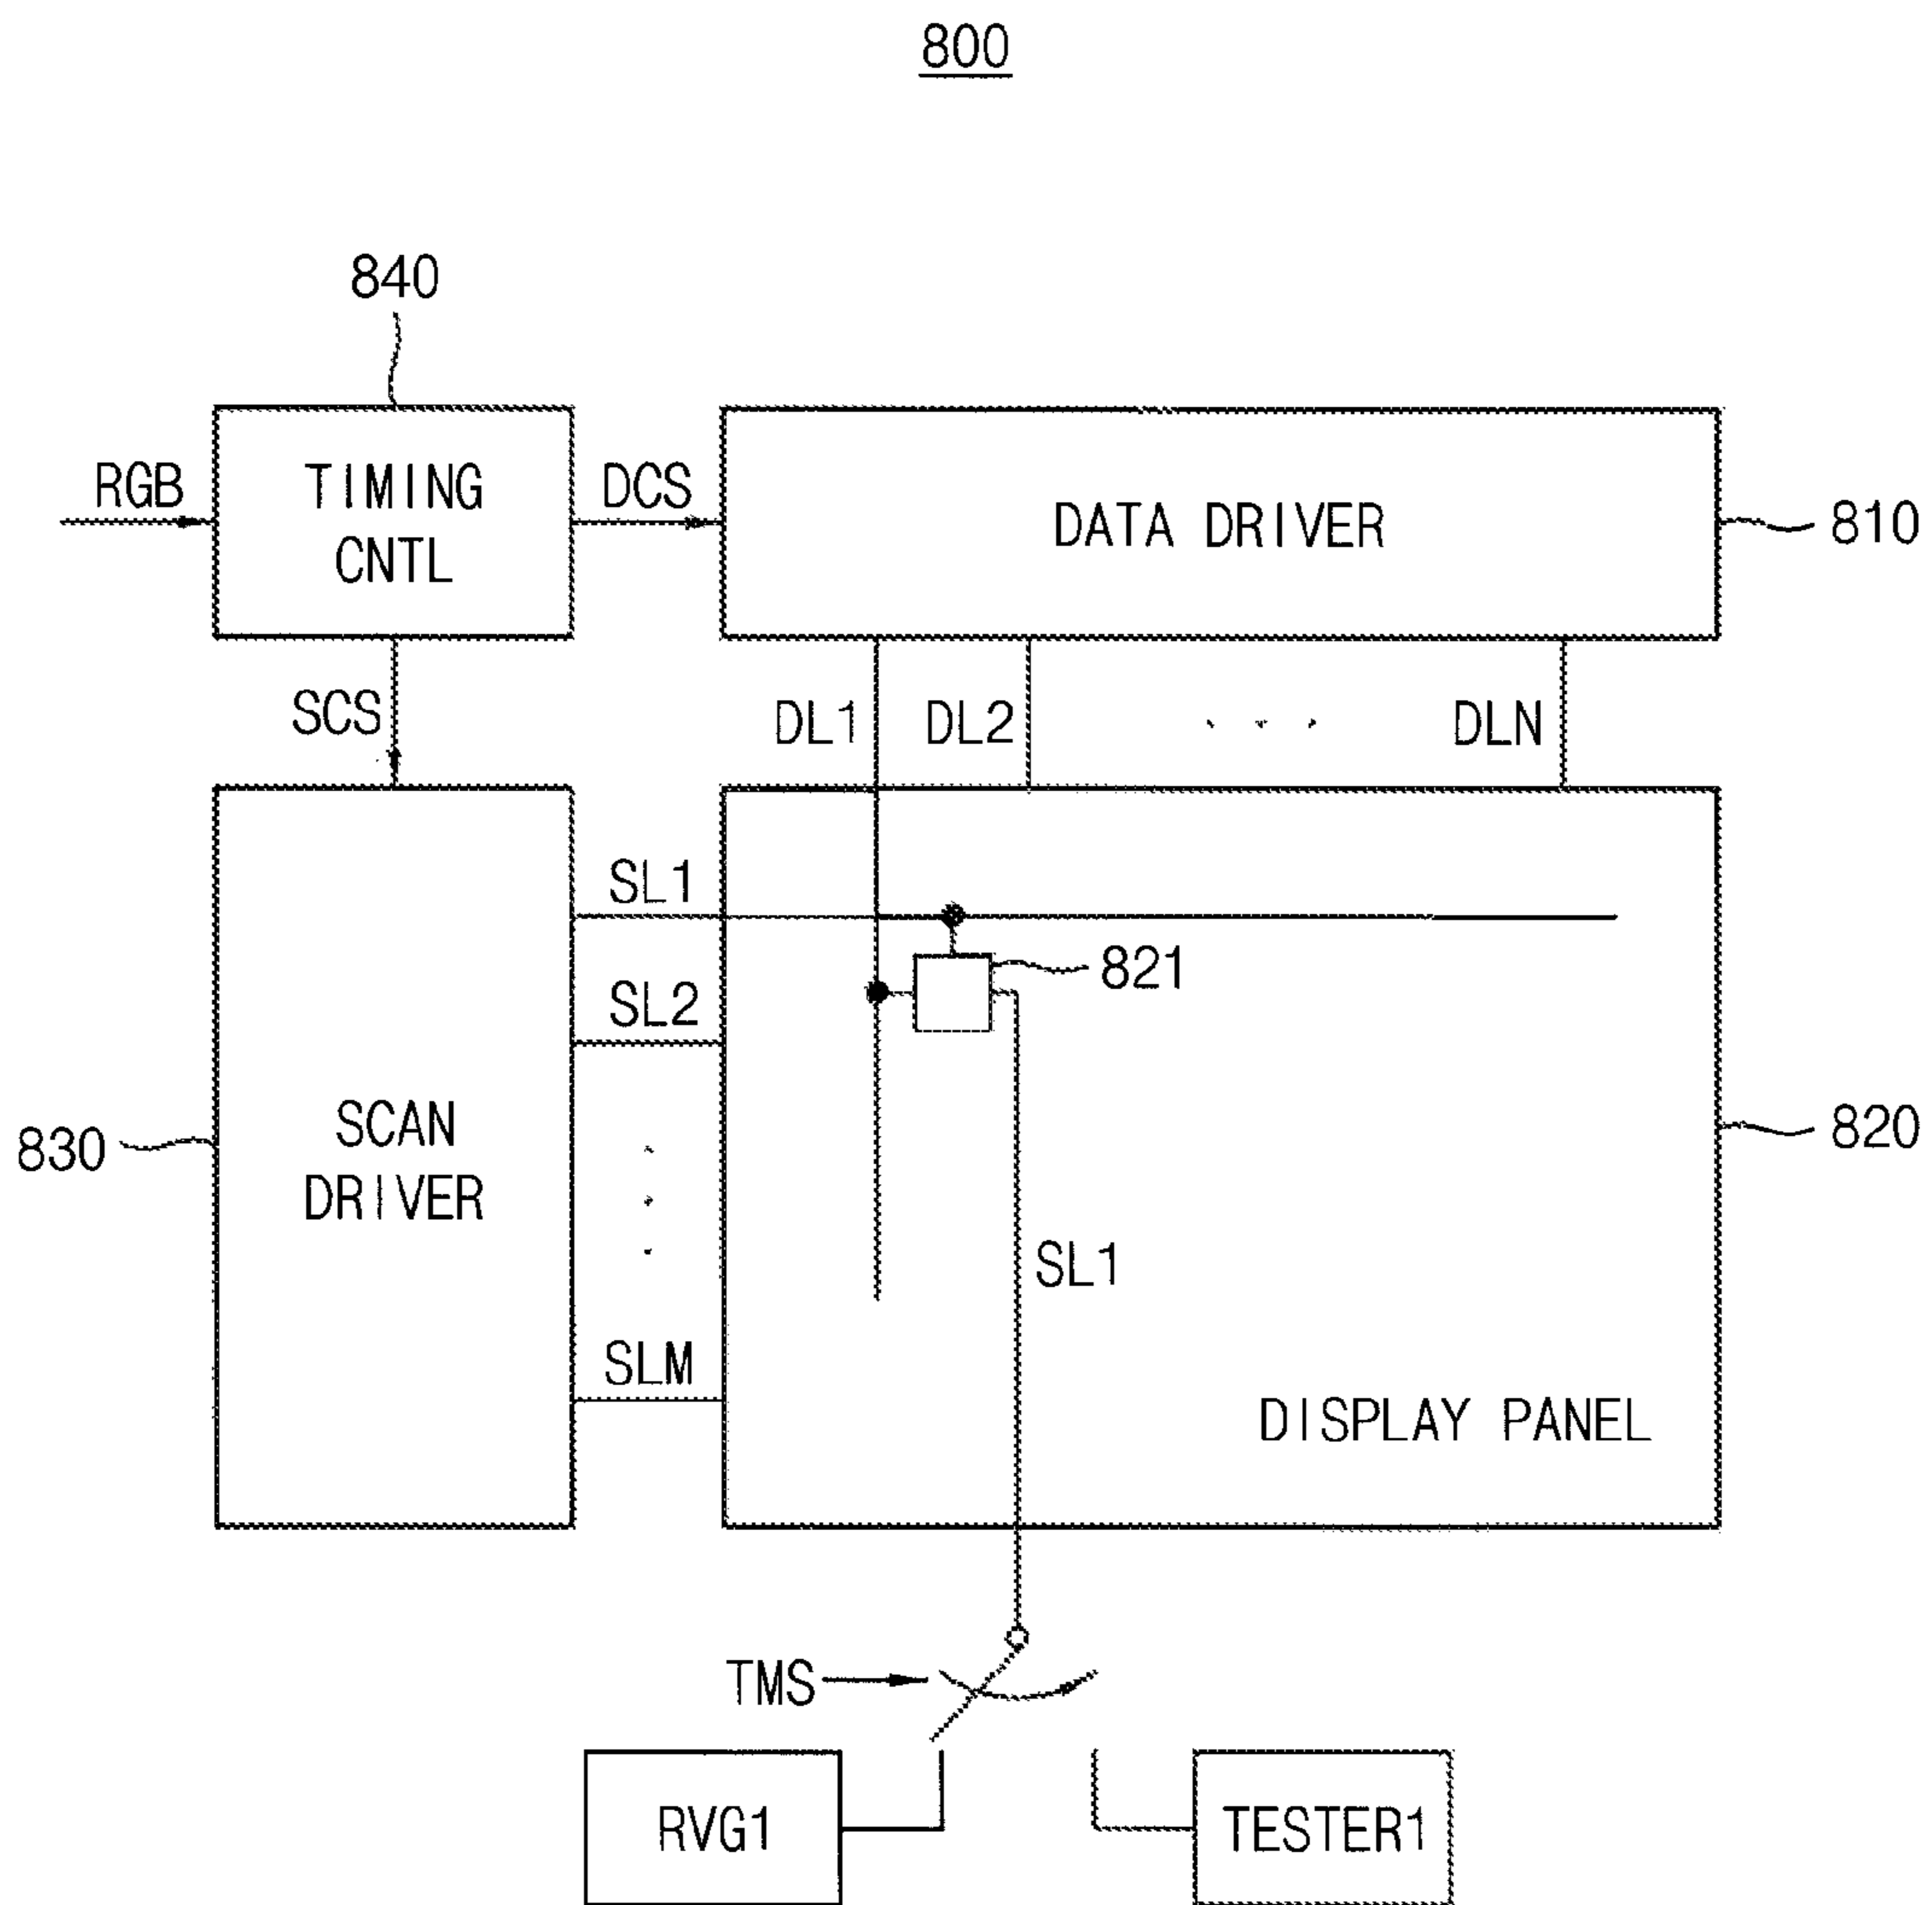 800
840
RGB
TIMING
CNTL
DCS
DATA DRIVER
810
SCS
DL1
DL2
. . .
DLN
SL1
821
SL2
SCAN
DRIVER
830
820
SL1
SLM
DISPLAY PANEL
TMS
RVG1
TESTER1